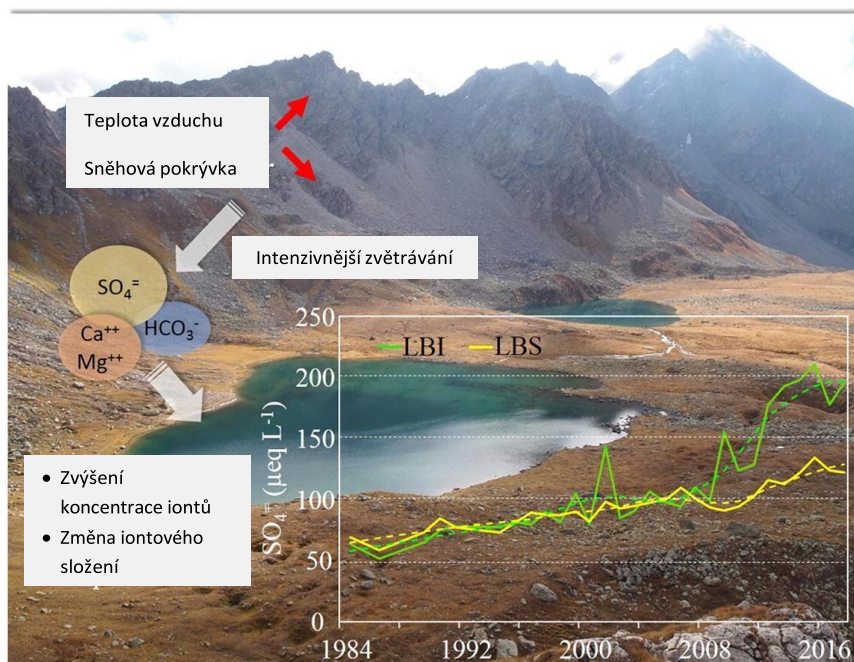 Teplota vzduchu
Sněhová pokrývka
Intenzivnější zvětrávání
SO₄⁼
HCO₃⁻
Ca⁺⁺
Mg⁺⁺
• Zvýšení
koncentrace iontů
• Změna iontového
složení
LBI LBS
SO₄⁼ (µeq L⁻¹)
250
200
150
100
50
0
1984 1992 2000 2008 2016